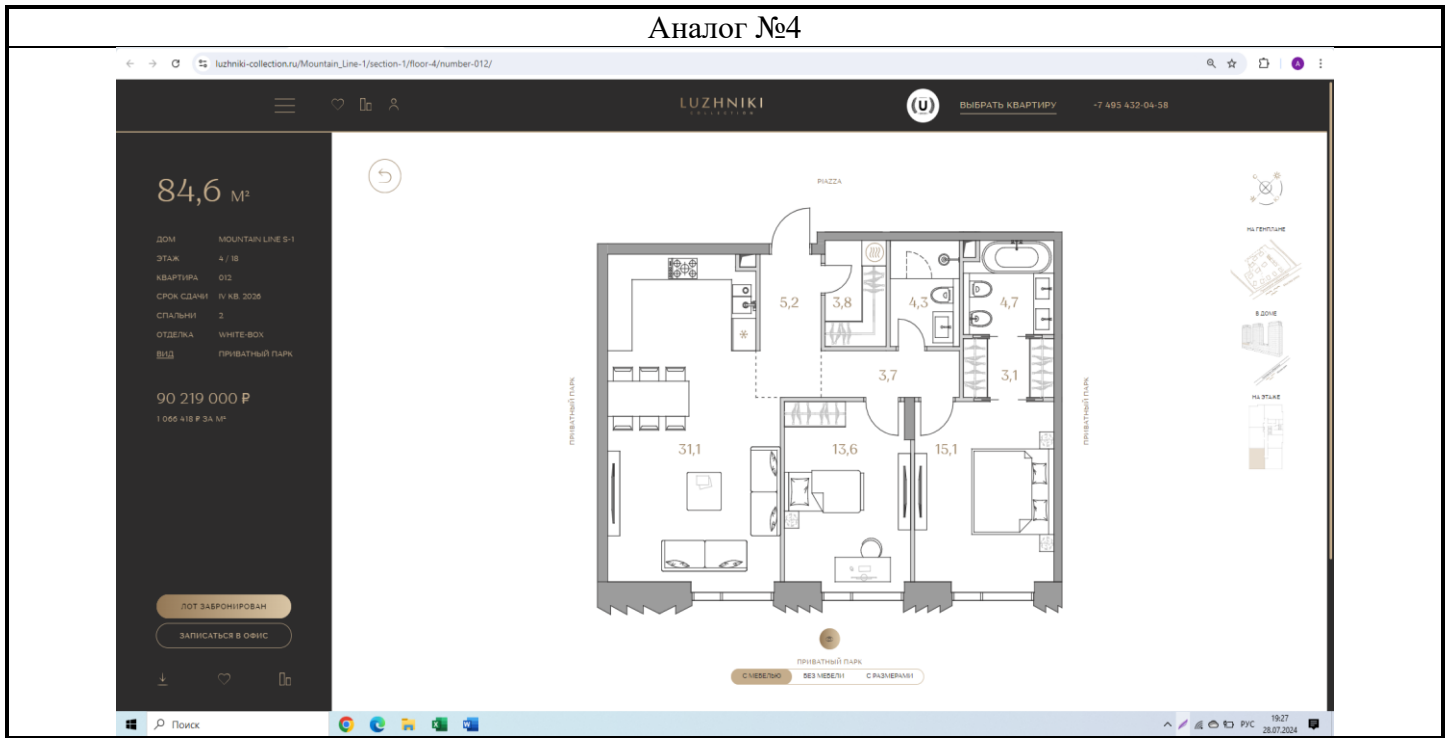 Аналог №4
luzhniki-collection.ru/Mountain_Line-1/section-1/floor-4/number-012/
LUZHNIKI
COLLECTION
(U)
ВЫБРАТЬ КВАРТИРУ
-7 495 432-04-58
84,6 М²
ДОМ MOUNTAIN LINE S-1
ЭТАЖ 4 / 18
КВАРТИРА 012
СРОК СДАЧИ IV КВ. 2026
СПАЛЬНИ 2
ОТДЕЛКА WHITE-BOX
ВИД ПРИВАТНЫЙ ПАРК
90 219 000 ₽
1 066 418 ₽ ЗА М²
ЛОТ ЗАБРОНИРОВАН
ЗАПИСАТЬСЯ В ОФИС
PIAZZA
5,2
3,8
4,3
4,7
3,7
3,1
31,1
13,6
15,1
ПРИВАТНЫЙ ПАРК
ПРИВАТНЫЙ ПАРК
ПРИВАТНЫЙ ПАРК
С МЕБЕЛЬЮ БЕЗ МЕБЕЛИ С РАЗМЕРАМИ
НА ГЕНПЛАНЕ
В ДОМЕ
НА ЭТАЖЕ
Поиск
РУС
19:27
28.07.2024